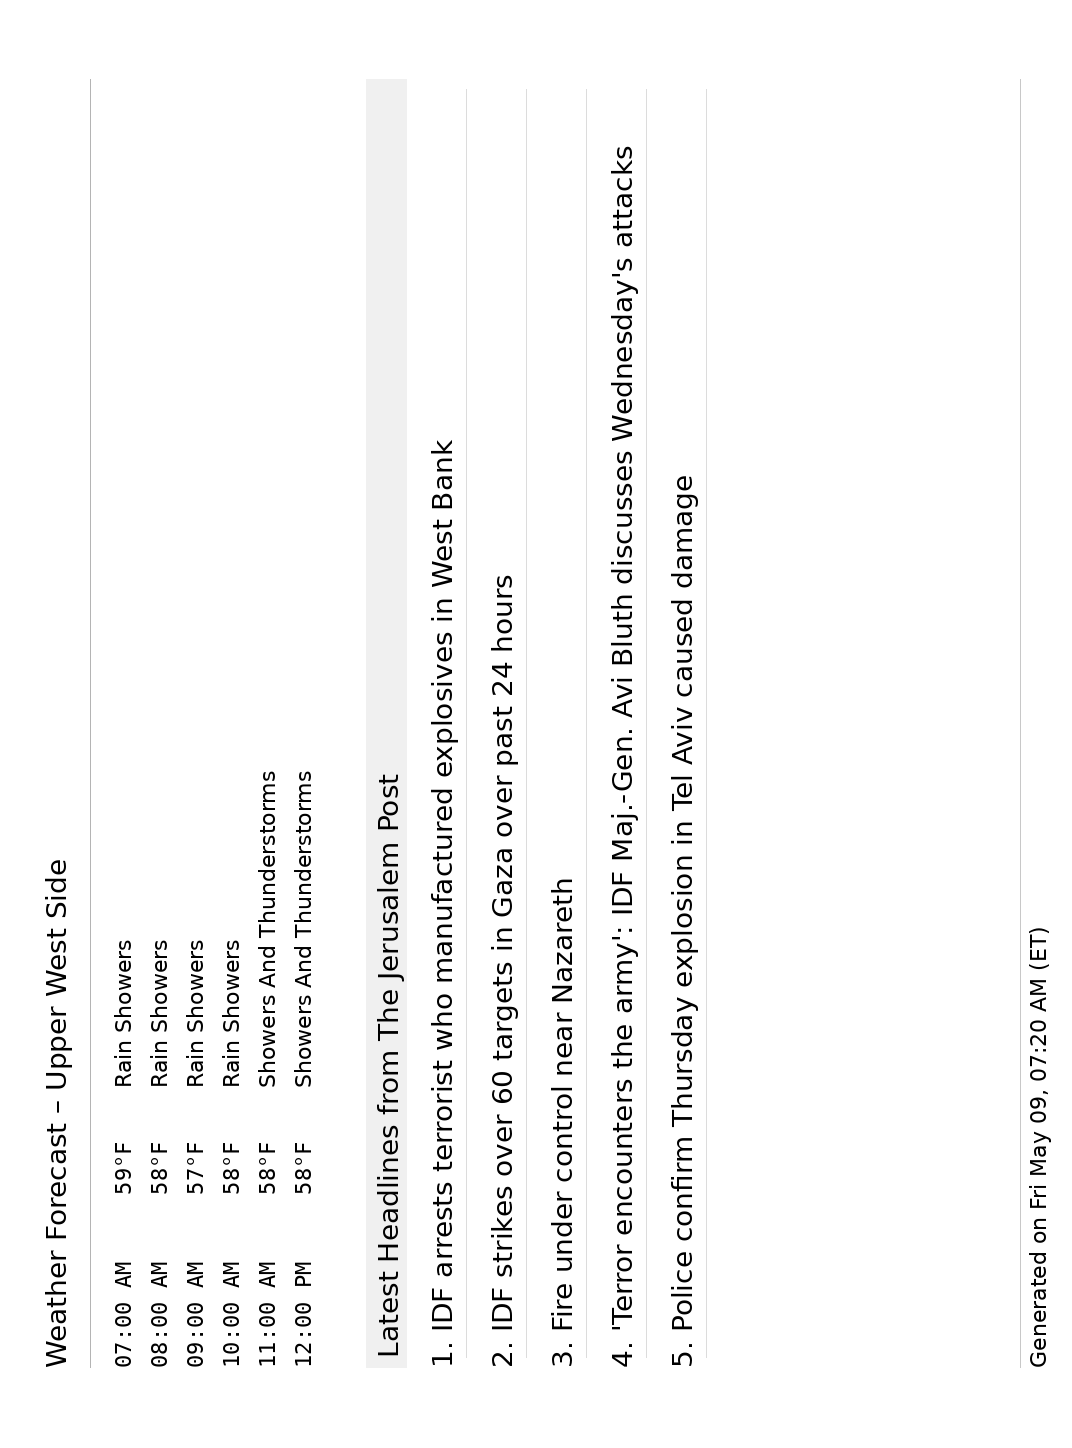 Weather Forecast – Upper West Side
07:00 AM 59°F Rain Showers
08:00 AM 58°F Rain Showers
09:00 AM 57°F Rain Showers
10:00 AM 58°F Rain Showers
11:00 AM 58°F Showers And Thunderstorms
12:00 PM 58°F Showers And Thunderstorms
Latest Headlines from The Jerusalem Post
1. IDF arrests terrorist who manufactured explosives in West Bank
2. IDF strikes over 60 targets in Gaza over past 24 hours
3. Fire under control near Nazareth
4. 'Terror encounters the army': IDF Maj.-Gen. Avi Bluth discusses Wednesday's attacks
5. Police confirm Thursday explosion in Tel Aviv caused damage
Generated on Fri May 09, 07:20 AM (ET)